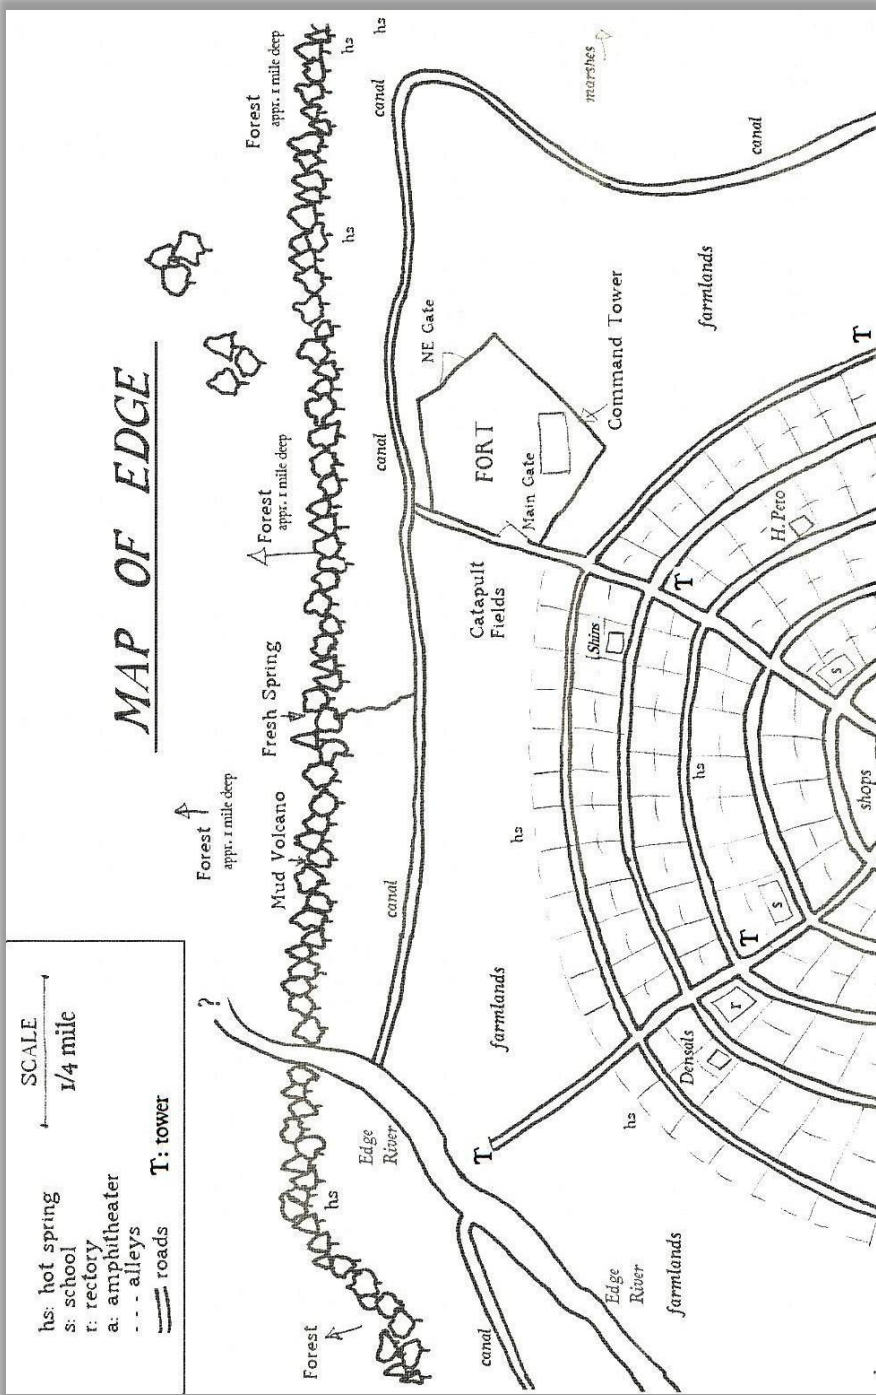 MAP OF EDGE
SCALE
1/4 mile
hs: hot spring
s: school
r: rectory
a: amphitheater
- - - alleys
roads
T: tower
?
Forest
appr. 1 mile deep
Forest
appr. 1 mile deep
Forest
appr. 1 mile deep
Forest
Mud Volcano
Fresh Spring
hs
hs
hs
hs
canal
canal
canal
canal
canal
marshes
Edge
River
Edge
River
farmlands
farmlands
farmlands
FORT
NE Gate
Main Gate
Command Tower
Catapult
Fields
T
T
T
T
hs
hs
hs
Shins
H. Peto
Densals
r
s
s
shops